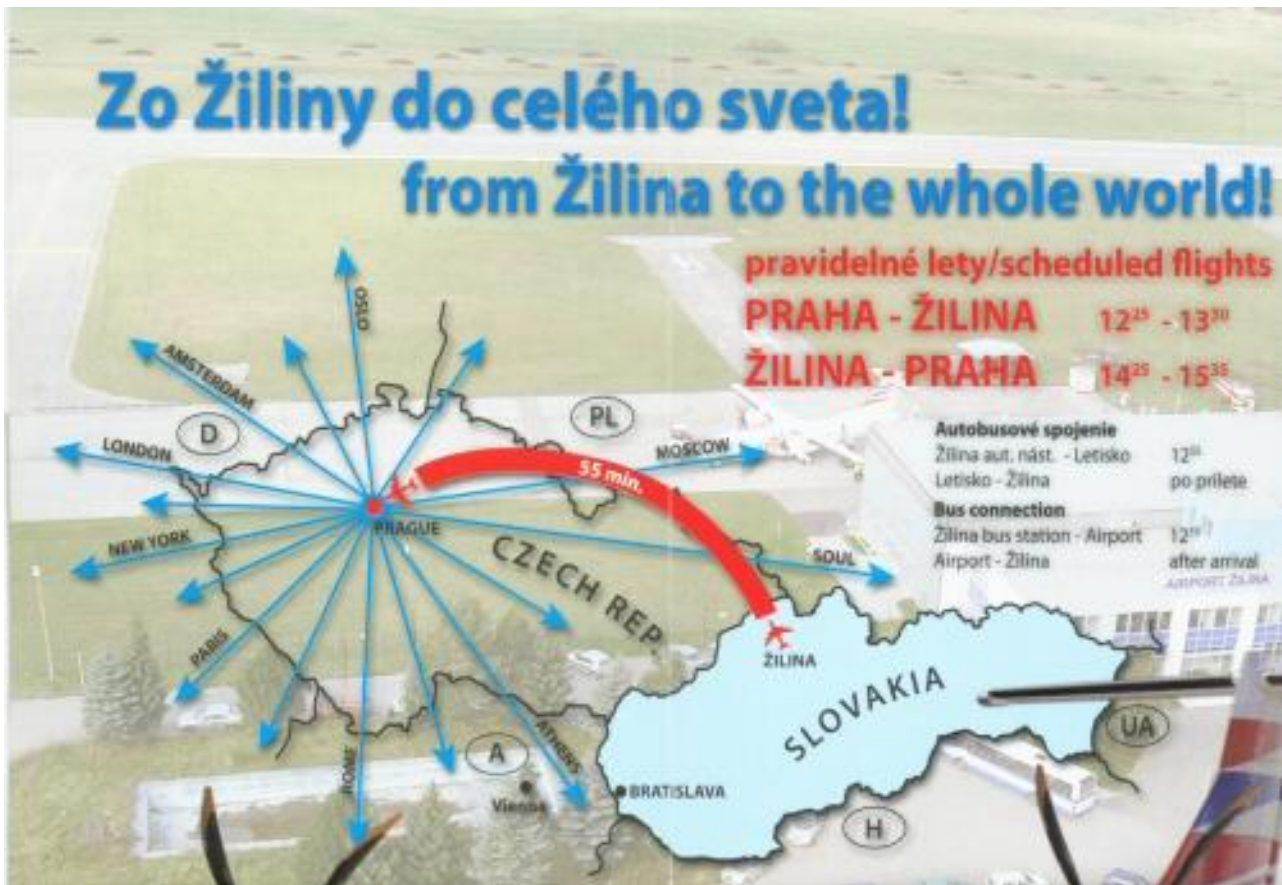 Zo Žiliny do celého sveta!
from Žilina to the whole world!
pravidelné lety/scheduled flights
PRAHA - ŽILINA 12²⁵ - 13³⁰
ŽILINA - PRAHA 14²⁵ - 15³⁵
Autobusové spojenie
Žilina aut. nást. - Letisko 12
Letisko - Žilina po prílete
Bus connection
Žilina bus station - Airport 12
Airport - Žilina after arrival
AIRPORT ŽILINA
OSLO
AMSTERDAM
D
PL
LONDON
MOSCOW
55 min.
PRAGUE
NEW YORK
CZECH REP.
SOUL
PARIS
ŽILINA
SLOVAKIA
UA
ROME
A
ATHENS
Vienna
BRATISLAVA
H